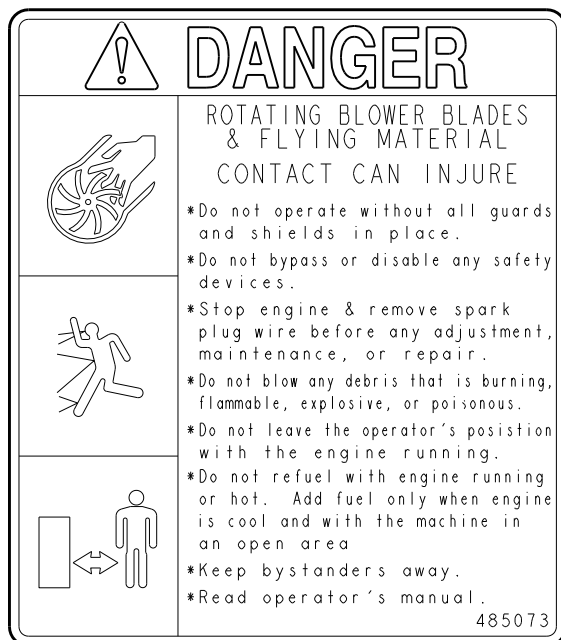 DANGER
ROTATING BLOWER BLADES
& FLYING MATERIAL
CONTACT CAN INJURE
*Do not operate without all guards
and shields in place.
*Do not bypass or disable any safety
devices.
*Stop engine & remove spark
plug wire before any adjustment,
maintenance, or repair.
*Do not blow any debris that is burning,
flammable, explosive, or poisonous.
*Do not leave the operator's posistion
with the engine running.
*Do not refuel with engine running
or hot. Add fuel only when engine
is cool and with the machine in
an open area
*Keep bystanders away.
*Read operator's manual.
485073